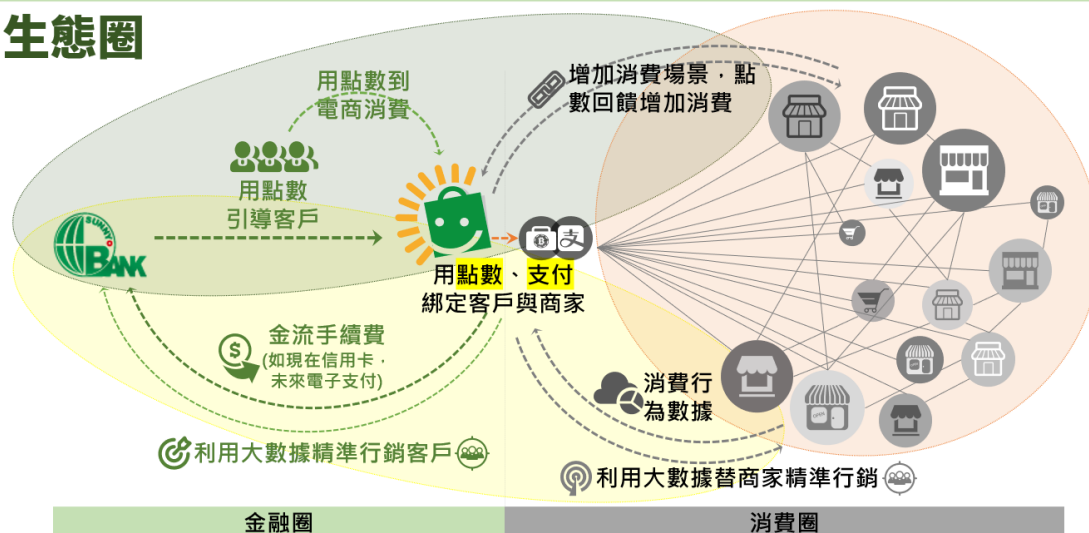 生態圈
用點數到
電商消費
增加消費場景，點
數回饋增加消費
用點數
引導客戶
SUNNY
BANK
支
用點數、支付
綁定客戶與商家
金流手續費
(如現在信用卡，
未來電子支付)
$
消費行
為數據
OPEN
利用大數據精準行銷客戶
利用大數據替商家精準行銷
金融圈
消費圈